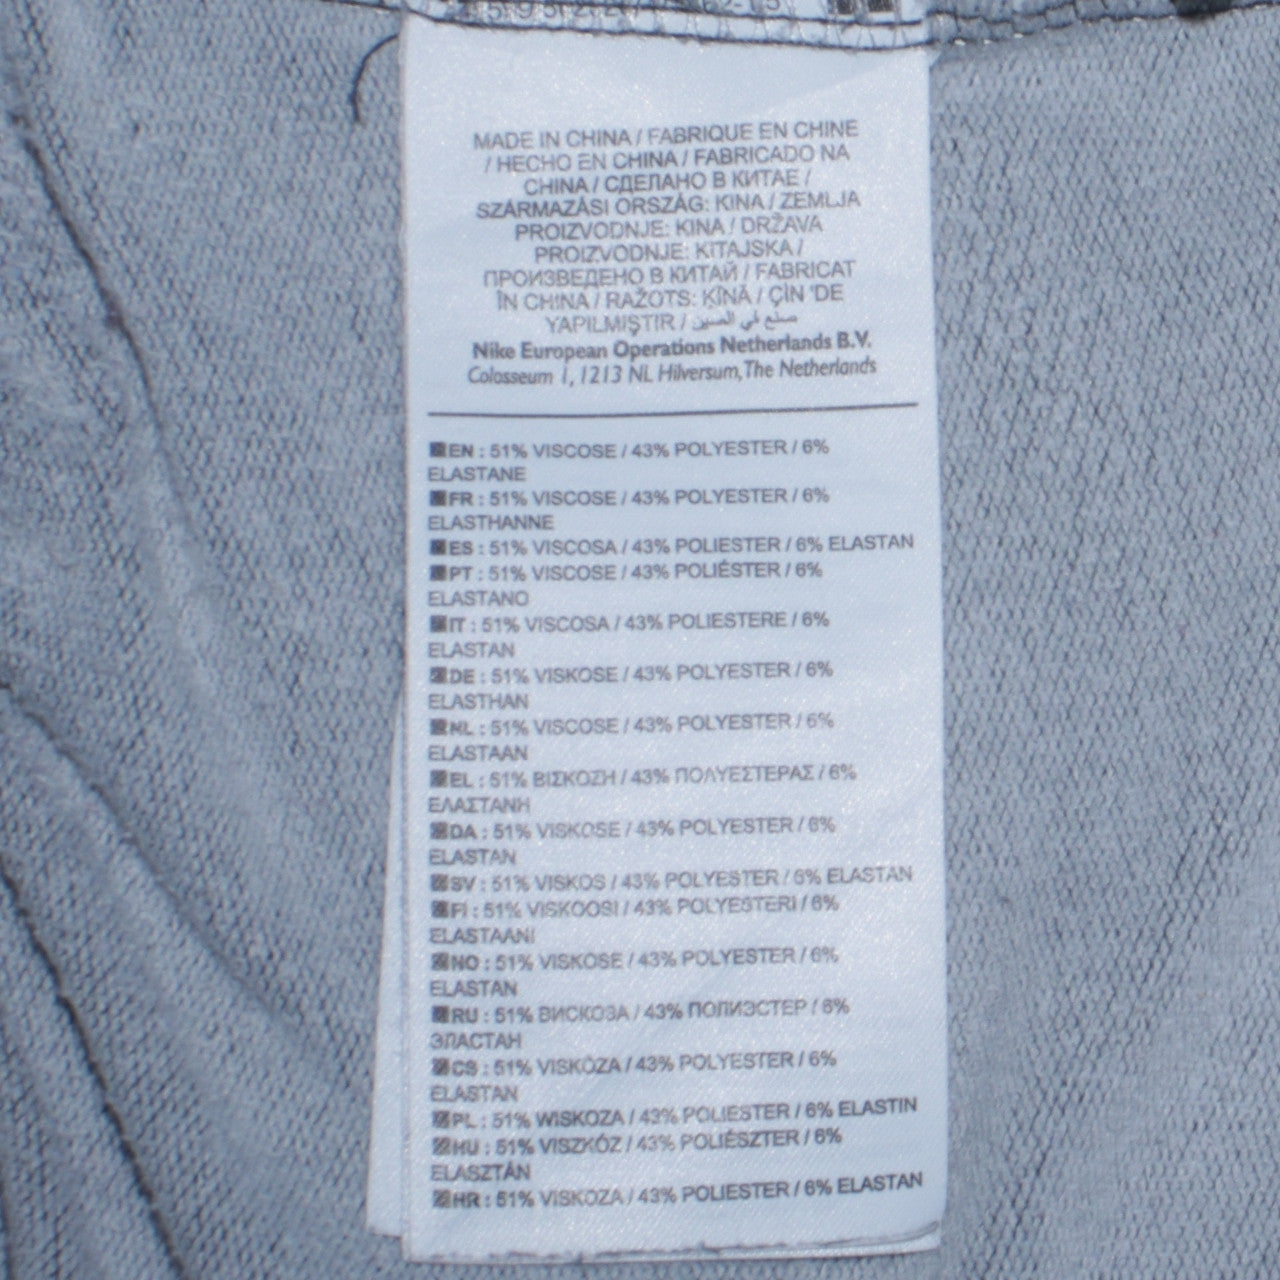 MADE IN CHINA / FABRIQUE EN CHINE
/ HECHO EN CHINA / FABRICADO NA
CHINA / СДЕЛАНО В КИТАЕ /
SZÁRMAZÁSI ORSZÁG: KÍNA / ZEMLJA
PROIZVODNJE: KINA / DRŽAVA
PROIZVODNJE: KITAJSKA /
ПРОИЗВЕДЕНО В КИТАЙ / FABRICAT
ÎN CHINA / RAŽOTS: ĶĪNĀ / ÇİN 'DE
YAPILMIŞTIR / صنع في الصين
Nike European Operations Netherlands B.V.
Colosseum 1, 1213 NL Hilversum, The Netherlands
EN : 51% VISCOSE / 43% POLYESTER / 6%
ELASTANE
FR : 51% VISCOSE / 43% POLYESTER / 6%
ELASTHANNE
ES : 51% VISCOSA / 43% POLIESTER / 6% ELASTAN
PT : 51% VISCOSE / 43% POLIÉSTER / 6%
ELASTANO
IT : 51% VISCOSA / 43% POLIESTERE / 6%
ELASTAN
DE : 51% VISKOSE / 43% POLYESTER / 6%
ELASTHAN
NL : 51% VISCOSE / 43% POLYESTER / 6%
ELASTAAN
EL : 51% ΒΙΣΚΟΖΗ / 43% ΠΟΛΥΕΣΤΕΡΑΣ / 6%
ΕΛΑΣΤΑΝΗ
DA : 51% VISKOSE / 43% POLYESTER / 6%
ELASTAN
SV : 51% VISKOS / 43% POLYESTER / 6% ELASTAN
FI : 51% VISKOOSI / 43% POLYESTERI / 6%
ELASTAANI
NO : 51% VISKOSE / 43% POLYESTER / 6%
ELASTAN
RU : 51% ВИСКОЗА / 43% ПОЛИЭСТЕР / 6%
ЭЛАСТАН
CS : 51% VISKÓZA / 43% POLYESTER / 6%
ELASTAN
PL : 51% WISKOZA / 43% POLIESTER / 6% ELASTIN
HU : 51% VISZKÓZ / 43% POLIÉSZTER / 6%
ELASZTÁN
HR : 51% VISKOZA / 43% POLIESTER / 6% ELASTAN